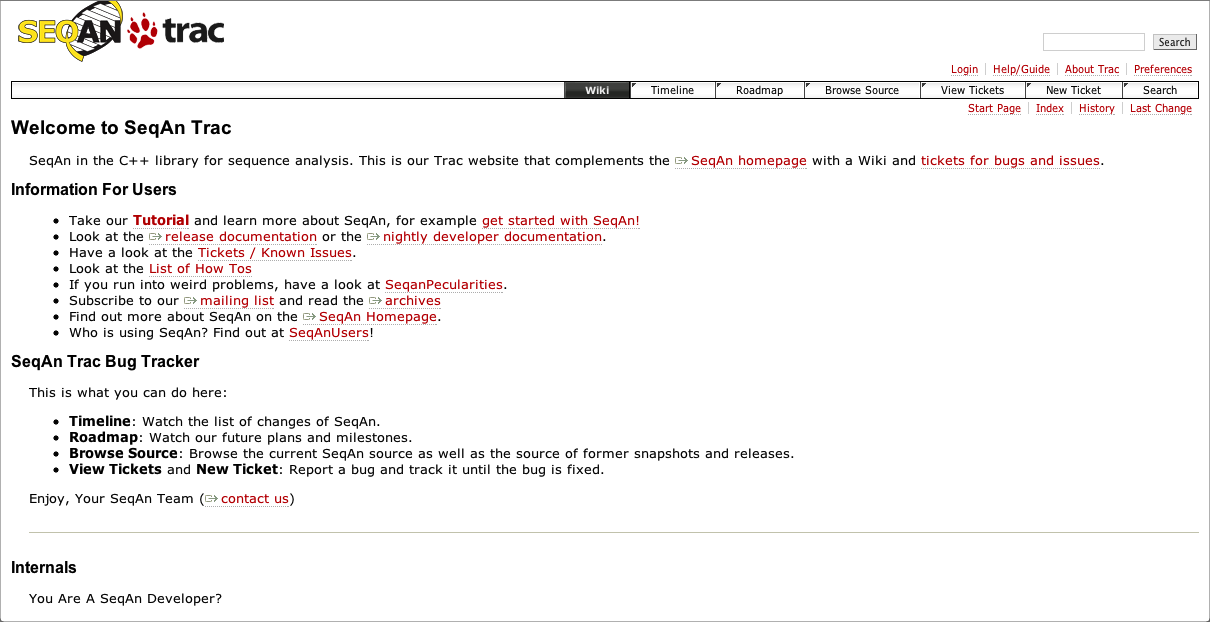 SEQAN trac
Search
Login Help/Guide About Trac Preferences
Wiki Timeline Roadmap Browse Source View Tickets New Ticket Search
Start Page Index History Last Change
Welcome to SeqAn Trac
SeqAn in the C++ library for sequence analysis. This is our Trac website that complements the SeqAn homepage with a Wiki and tickets for bugs and issues.
Information For Users
Take our Tutorial and learn more about SeqAn, for example get started with SeqAn!
Look at the release documentation or the nightly developer documentation.
Have a look at the Tickets / Known Issues.
Look at the List of How Tos
If you run into weird problems, have a look at SeqanPecularities.
Subscribe to our mailing list and read the archives
Find out more about SeqAn on the SeqAn Homepage.
Who is using SeqAn? Find out at SeqAnUsers!
SeqAn Trac Bug Tracker
This is what you can do here:
Timeline: Watch the list of changes of SeqAn.
Roadmap: Watch our future plans and milestones.
Browse Source: Browse the current SeqAn source as well as the source of former snapshots and releases.
View Tickets and New Ticket: Report a bug and track it until the bug is fixed.
Enjoy, Your SeqAn Team (contact us)
Internals
You Are A SeqAn Developer?